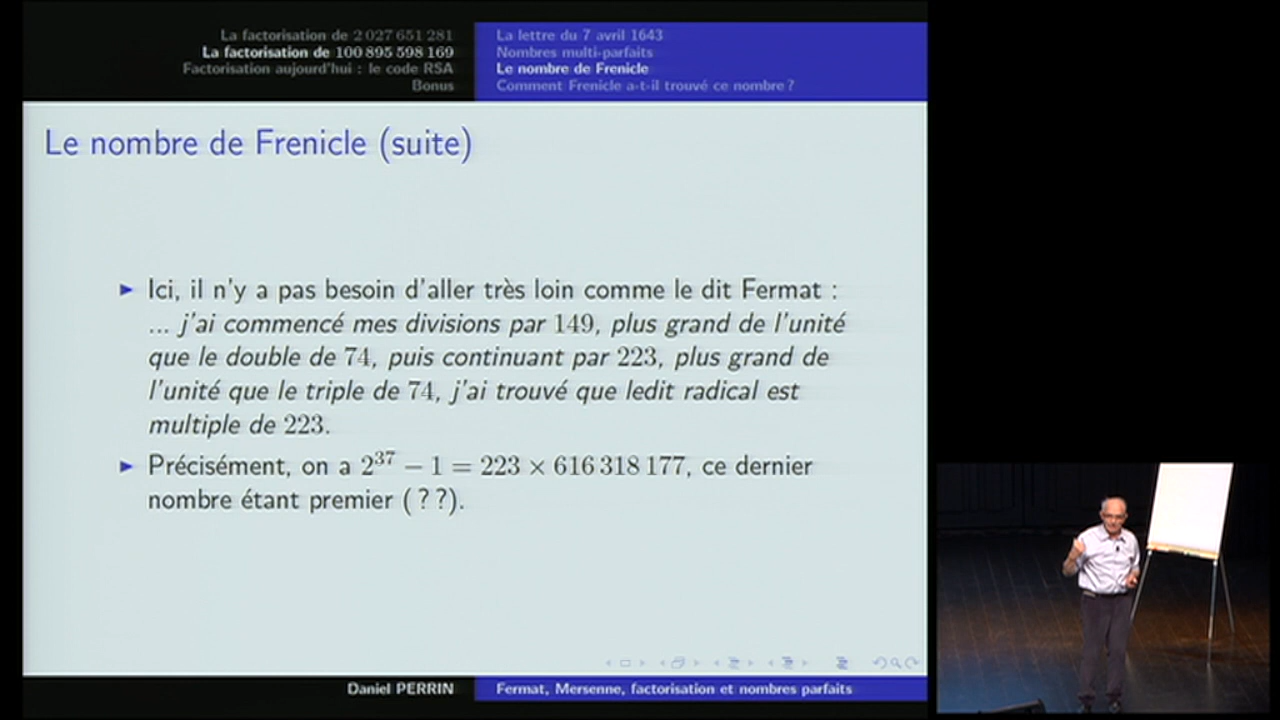 La factorisation de 2 027 651 281
La factorisation de 100 895 598 169
Factorisation aujourd'hui : le code RSA
Bonus
La lettre du 7 avril 1643
Nombres multi-parfaits
Le nombre de Frenicle
Comment Frenicle a-t-il trouvé ce nombre ?
Le nombre de Frenicle (suite)
► Ici, il n'y a pas besoin d'aller très loin comme le dit Fermat :
... j'ai commencé mes divisions par 149, plus grand de l'unité
que le double de 74, puis continuant par 223, plus grand de
l'unité que le triple de 74, j'ai trouvé que ledit radical est
multiple de 223.
► Précisément, on a 2³⁷ − 1 = 223 × 616 318 177, ce dernier
nombre étant premier ( ? ?).
Daniel PERRIN
Fermat, Mersenne, factorisation et nombres parfaits